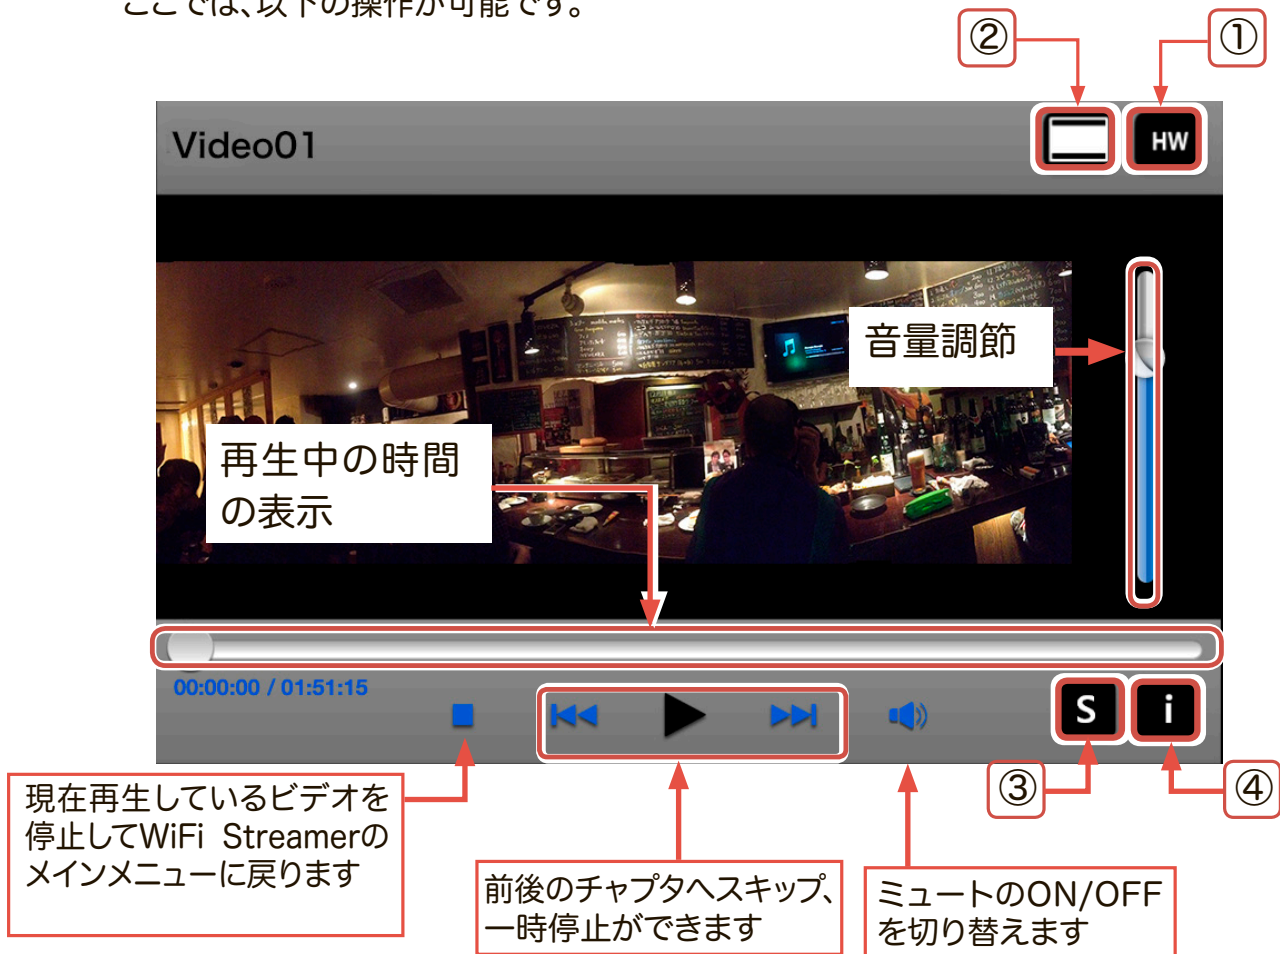 ここでは、以下の操作が可能です。
② ①
Video01
HW
音量調節
再生中の時間
の表示
00:00:00 / 01:51:15
S i
③ ④
現在再生しているビデオを
停止してWiFi Streamerの
メインメニューに戻ります
前後のチャプタへスキップ、
一時停止ができます
ミュートのON/OFF
を切り替えます